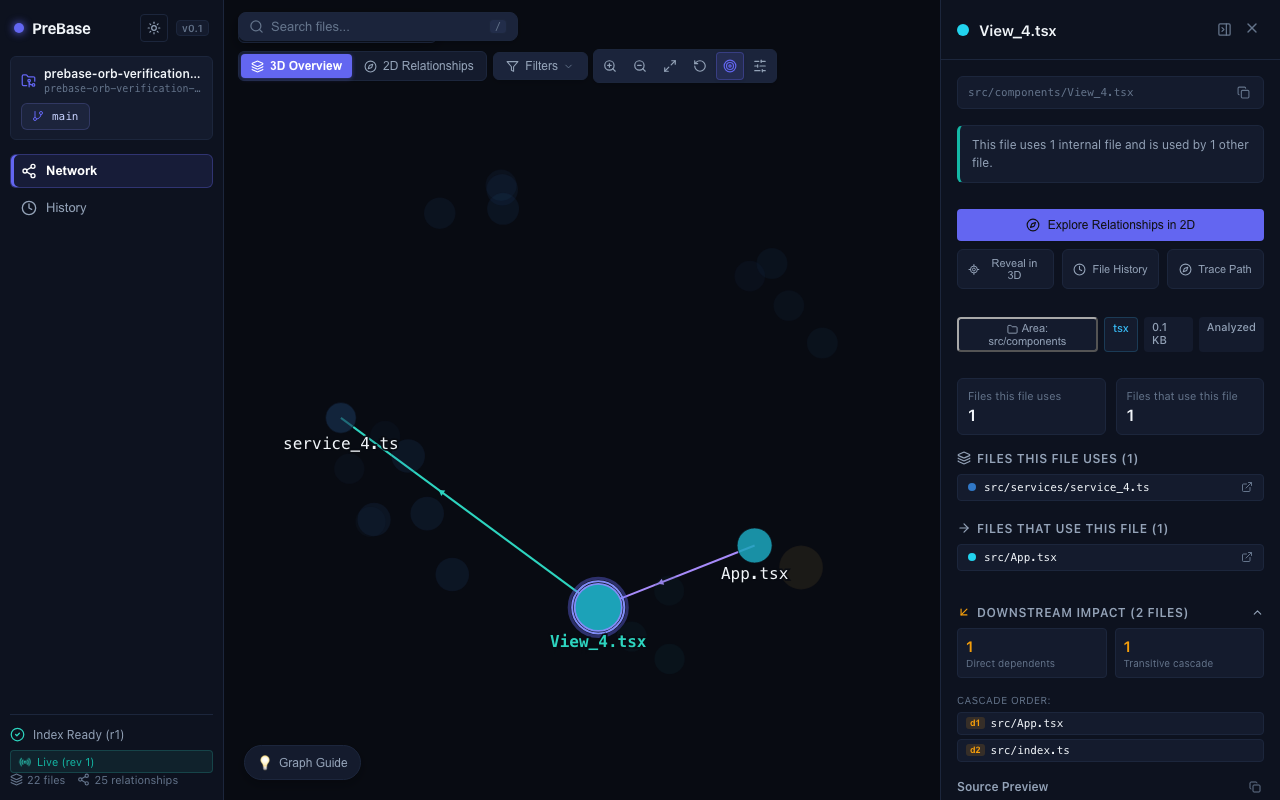 PreBase
v0.1
prebase-orb-verification...
prebase-orb-verification-...
main
Network
History
Index Ready (r1)
Live (rev 1)
22 files
25 relationships
Search files...
/
3D Overview
2D Relationships
Filters
service_4.ts
App.tsx
View_4.tsx
Graph Guide
View_4.tsx
src/components/View_4.tsx
This file uses 1 internal file and is used by 1 other
file.
Explore Relationships in 2D
Reveal in
3D
File History
Trace Path
Area:
src/components
tsx
0.1
KB
Analyzed
Files this file uses
1
Files that use this file
1
FILES THIS FILE USES (1)
src/services/service_4.ts
FILES THAT USE THIS FILE (1)
src/App.tsx
DOWNSTREAM IMPACT (2 FILES)
1
Direct dependents
1
Transitive cascade
CASCADE ORDER:
d1 src/App.tsx
d2 src/index.ts
Source Preview